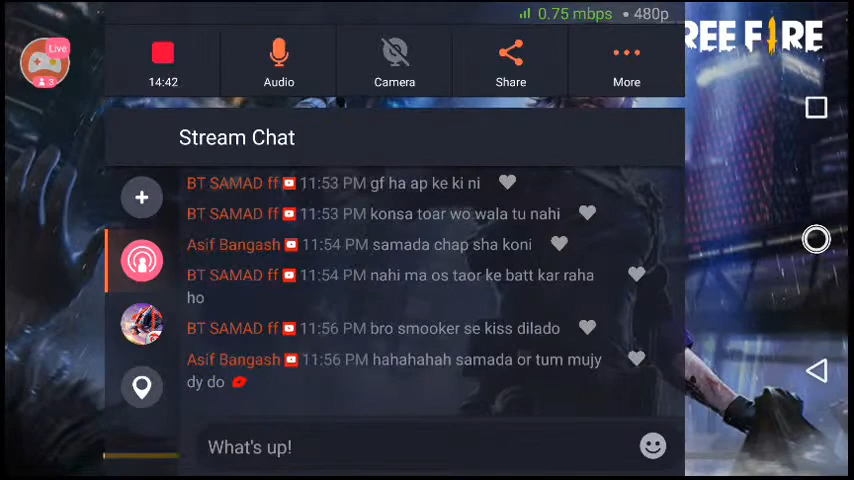 0.75 mbps • 480p
REE FIRE
Live
3
14:42
Audio
Camera
Share
More
Stream Chat
BT SAMAD ff 11:53 PM gf ha ap ke ki ni
BT SAMAD ff 11:53 PM konsa toar wo wala tu nahi
Asif Bangash 11:54 PM samada chap sha koni
BT SAMAD ff 11:54 PM nahi ma os taor ke batt kar raha
ho
BT SAMAD ff 11:56 PM bro smooker se kiss dilado
Asif Bangash 11:56 PM hahahahah samada or tum mujy
dy do 💋
What's up!